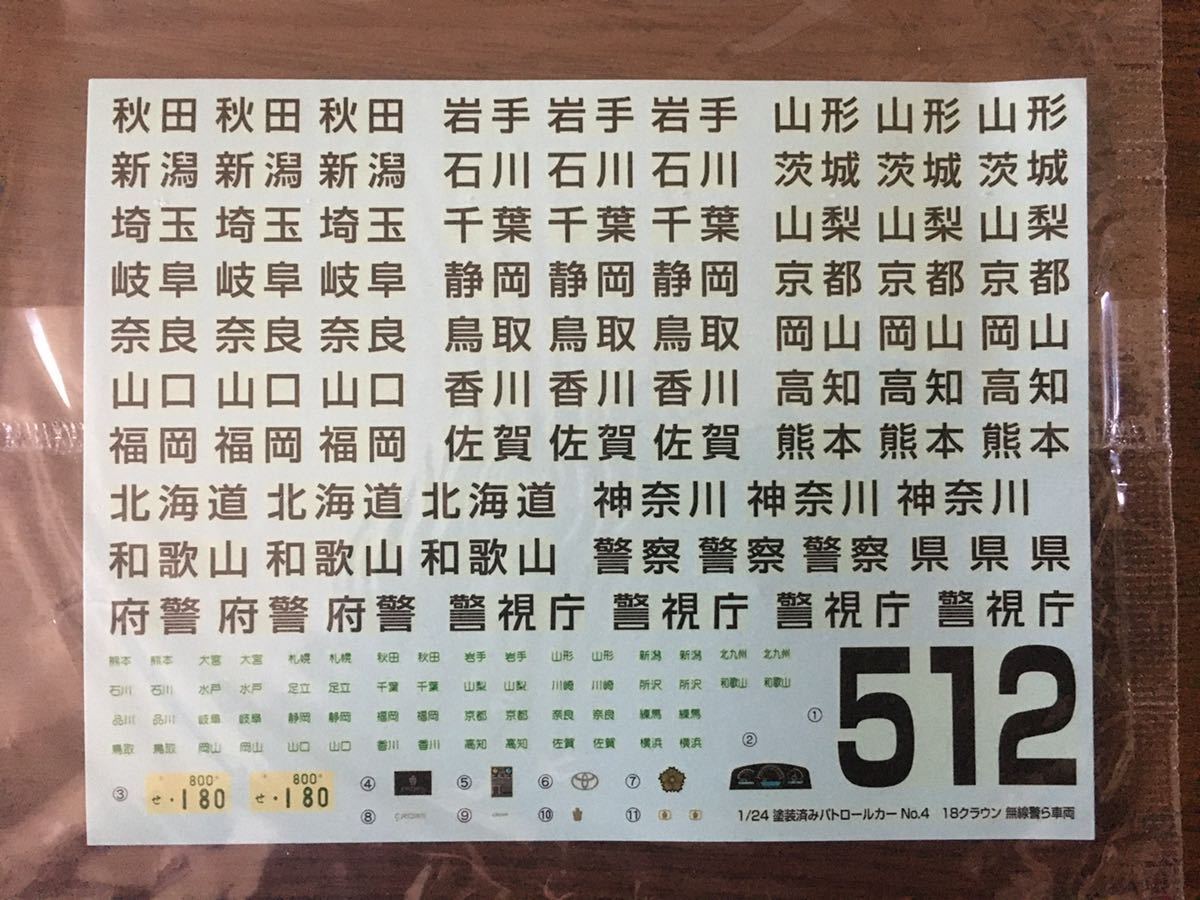 秋田 秋田 秋田 岩手 岩手 岩手 山形 山形 山形
新潟 新潟 新潟 石川 石川 石川 茨城 茨城 茨城
埼玉 埼玉 埼玉 千葉 千葉 千葉 山梨 山梨 山梨
岐阜 岐阜 岐阜 静岡 静岡 静岡 京都 京都 京都
奈良 奈良 奈良 鳥取 鳥取 鳥取 岡山 岡山 岡山
山口 山口 山口 香川 香川 香川 高知 高知 高知
福岡 福岡 福岡 佐賀 佐賀 佐賀 熊本 熊本 熊本
北海道 北海道 北海道 神奈川 神奈川 神奈川
和歌山 和歌山 和歌山 警察 警察 警察 県 県 県
府警 府警 府警 警視庁 警視庁 警視庁 警視庁
熊本 熊本 大宮 大宮 札幌 札幌 秋田 秋田 岩手 岩手 山形 山形 新潟 新潟 北九州 北九州
石川 石川 水戸 水戸 足立 足立 千葉 千葉 山梨 山梨 川崎 川崎 所沢 所沢 和歌山 和歌山
品川 品川 岐阜 岐阜 静岡 静岡 福岡 福岡 京都 京都 奈良 奈良 練馬 練馬 ①
512
鳥取 鳥取 岡山 岡山 山口 山口 香川 香川 高知 高知 佐賀 佐賀 横浜 横浜 ②
③ 800 800 ④ ⑤ ⑥ ⑦
せ・180 せ・180
⑧ ⑨ ⑩ ⑪ 1/24 塗装済みパトロールカー No.4 18クラウン 無線警ら車両